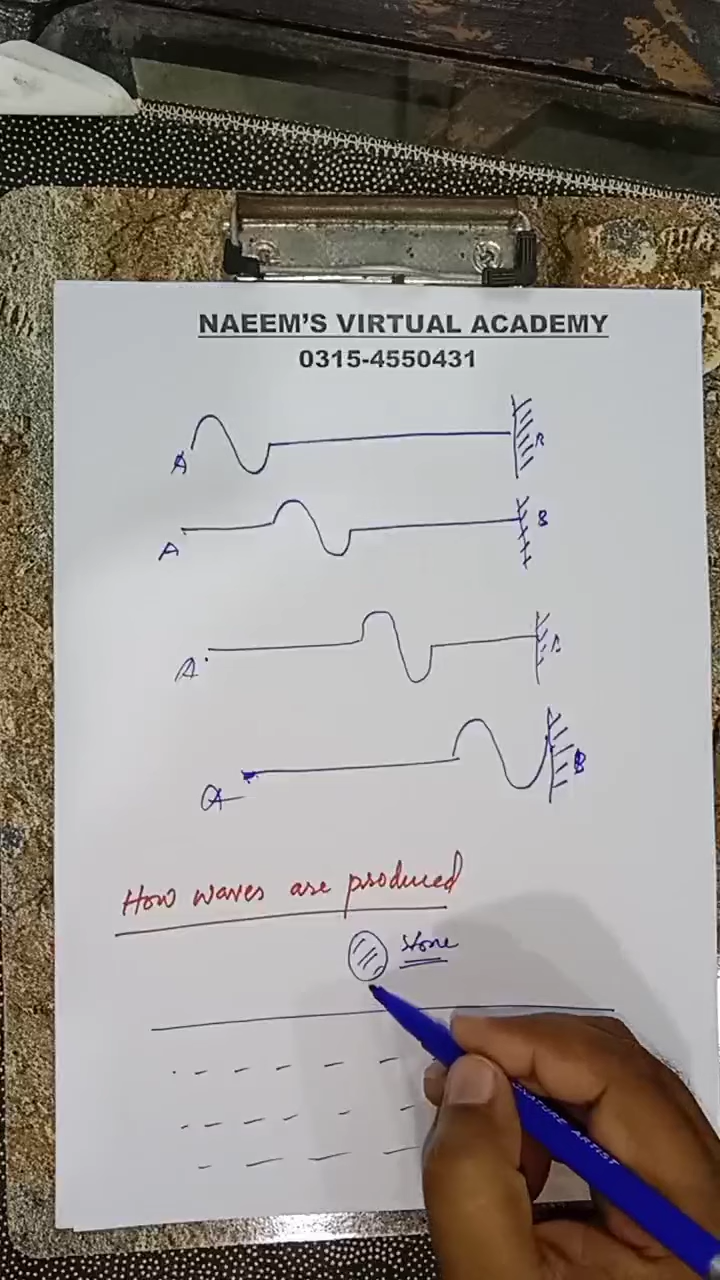 NAEEM'S VIRTUAL ACADEMY
0315-4550431
A
A B
A
B
How waves are produced
stone